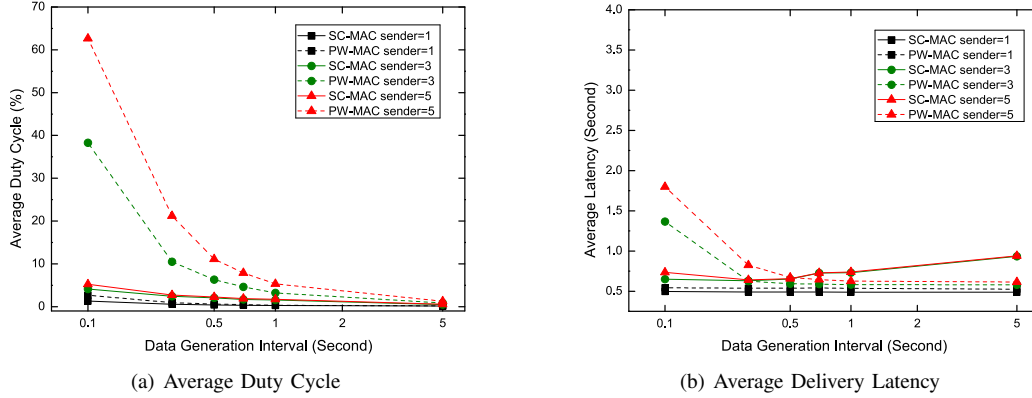 70
60
50
40
30
20
10
0
Average Duty Cycle (%)
SC-MAC sender=1
PW-MAC sender=1
SC-MAC sender=3
PW-MAC sender=3
SC-MAC sender=5
PW-MAC sender=5
0.1
0.5
1
2
5
Data Generation Interval (Second)
(a) Average Duty Cycle
4.0
3.5
3.0
2.5
2.0
1.5
1.0
0.5
Average Latency (Second)
SC-MAC sender=1
PW-MAC sender=1
SC-MAC sender=3
PW-MAC sender=3
SC-MAC sender=5
PW-MAC sender=5
0.1
0.5
1
2
5
Data Generation Interval (Second)
(b) Average Delivery Latency